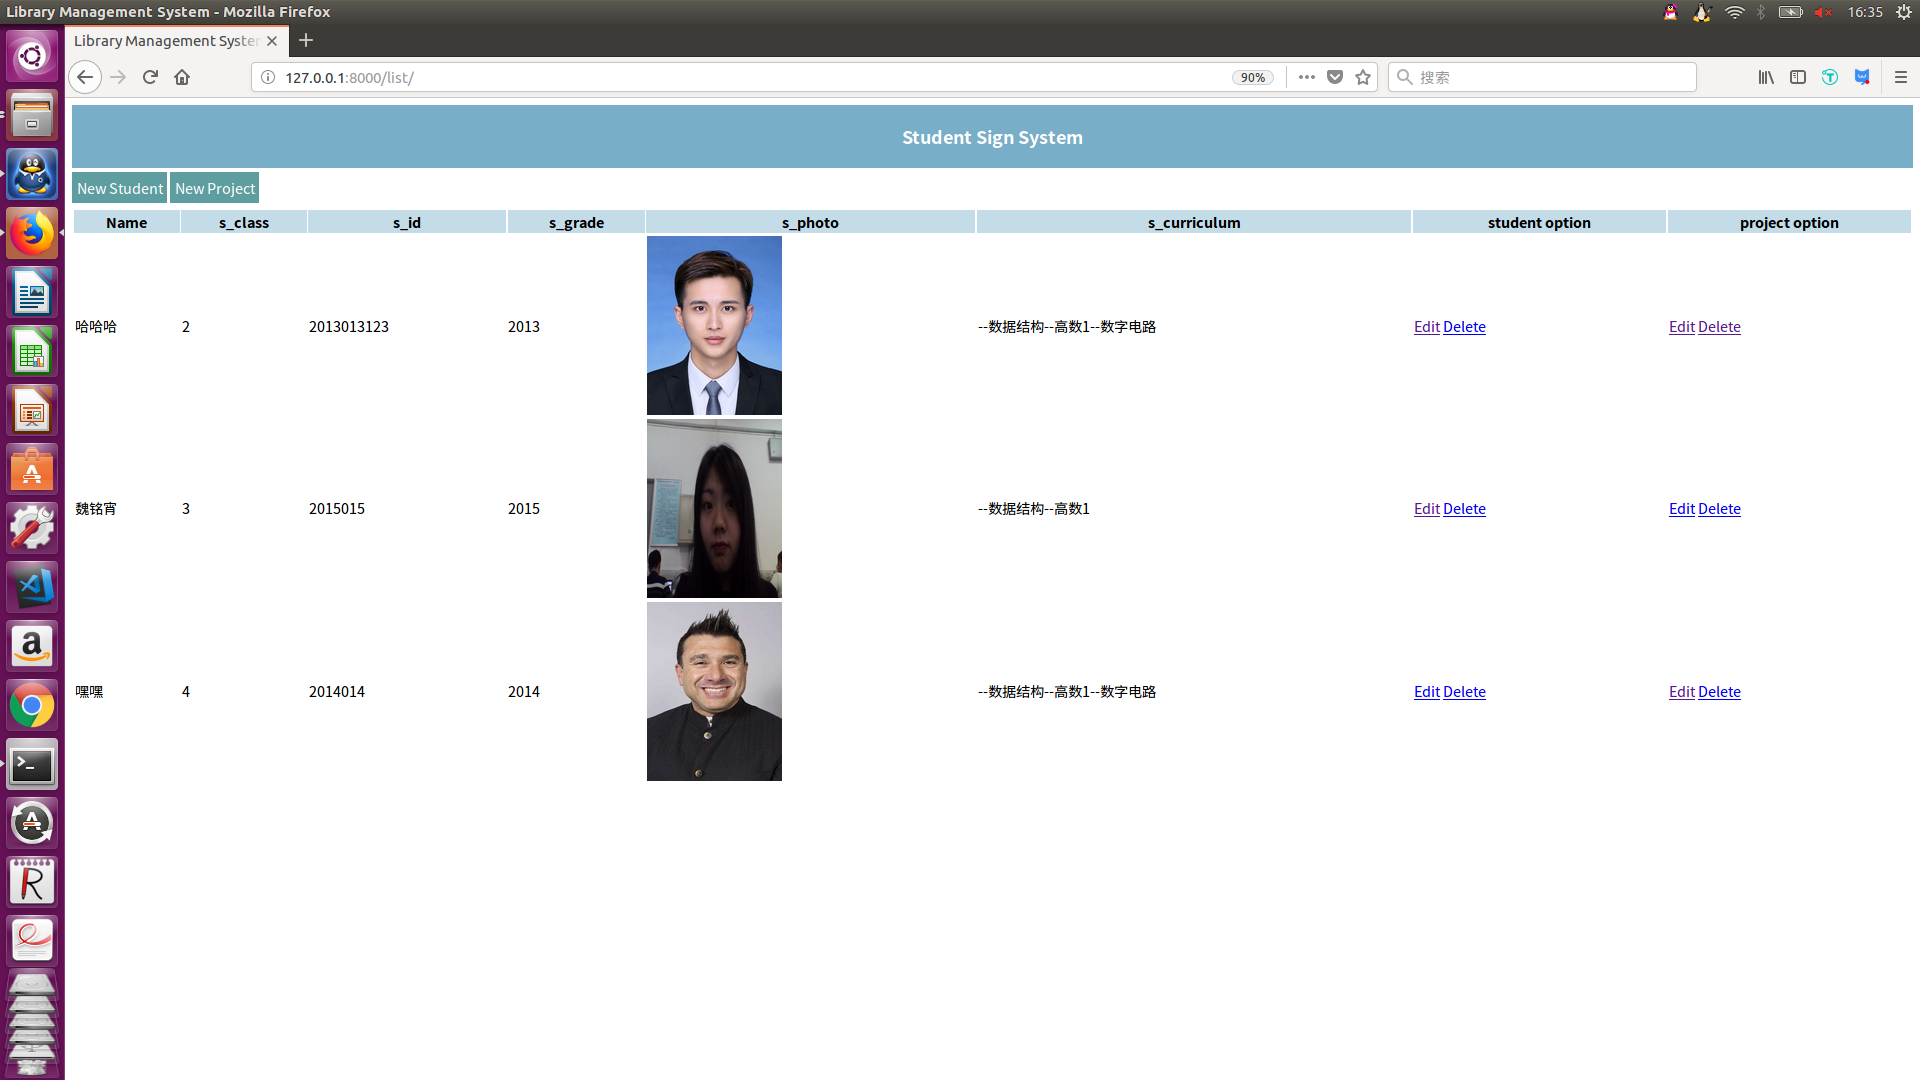 Library Management System - Mozilla Firefox
16:35
Library Management System
127.0.0.1:8000/list/
90%
搜索
Student Sign System
New Student New Project
Name s_class s_id s_grade s_photo s_curriculum student option project option
哈哈哈 2 2013013123 2013 --数据结构--高数1--数字电路 Edit Delete Edit Delete
魏铭宵 3 2015015 2015 --数据结构--高数1 Edit Delete Edit Delete
嘿嘿 4 2014014 2014 --数据结构--高数1--数字电路 Edit Delete Edit Delete